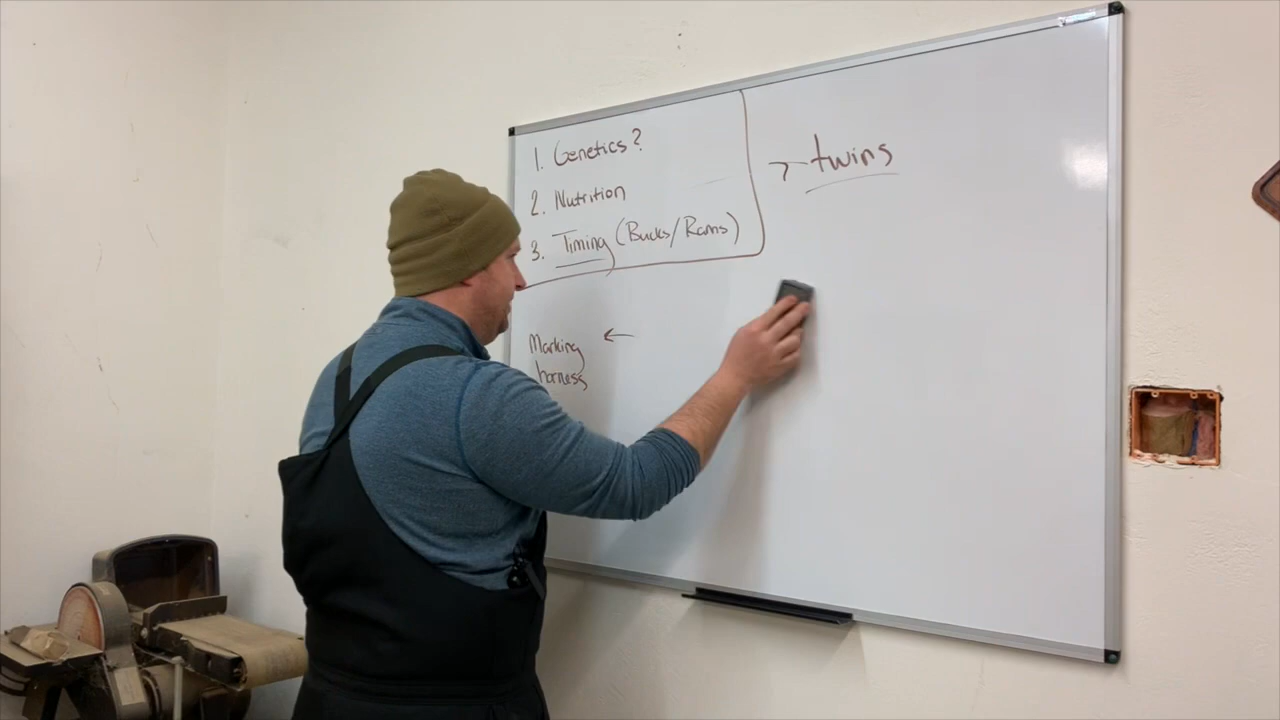 1. Genetics?
2. Nutrition
3. Timing (Bucks/Rams)
→ twins
Marking ←
harness